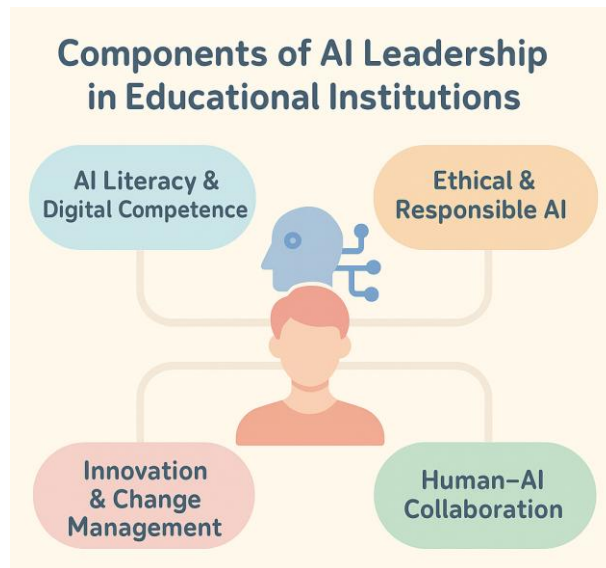 Components of AI Leadership
in Educational Institutions
AI Literacy &
Digital Competence
Ethical &
Responsible AI
Innovation
& Change
Management
Human–AI
Collaboration